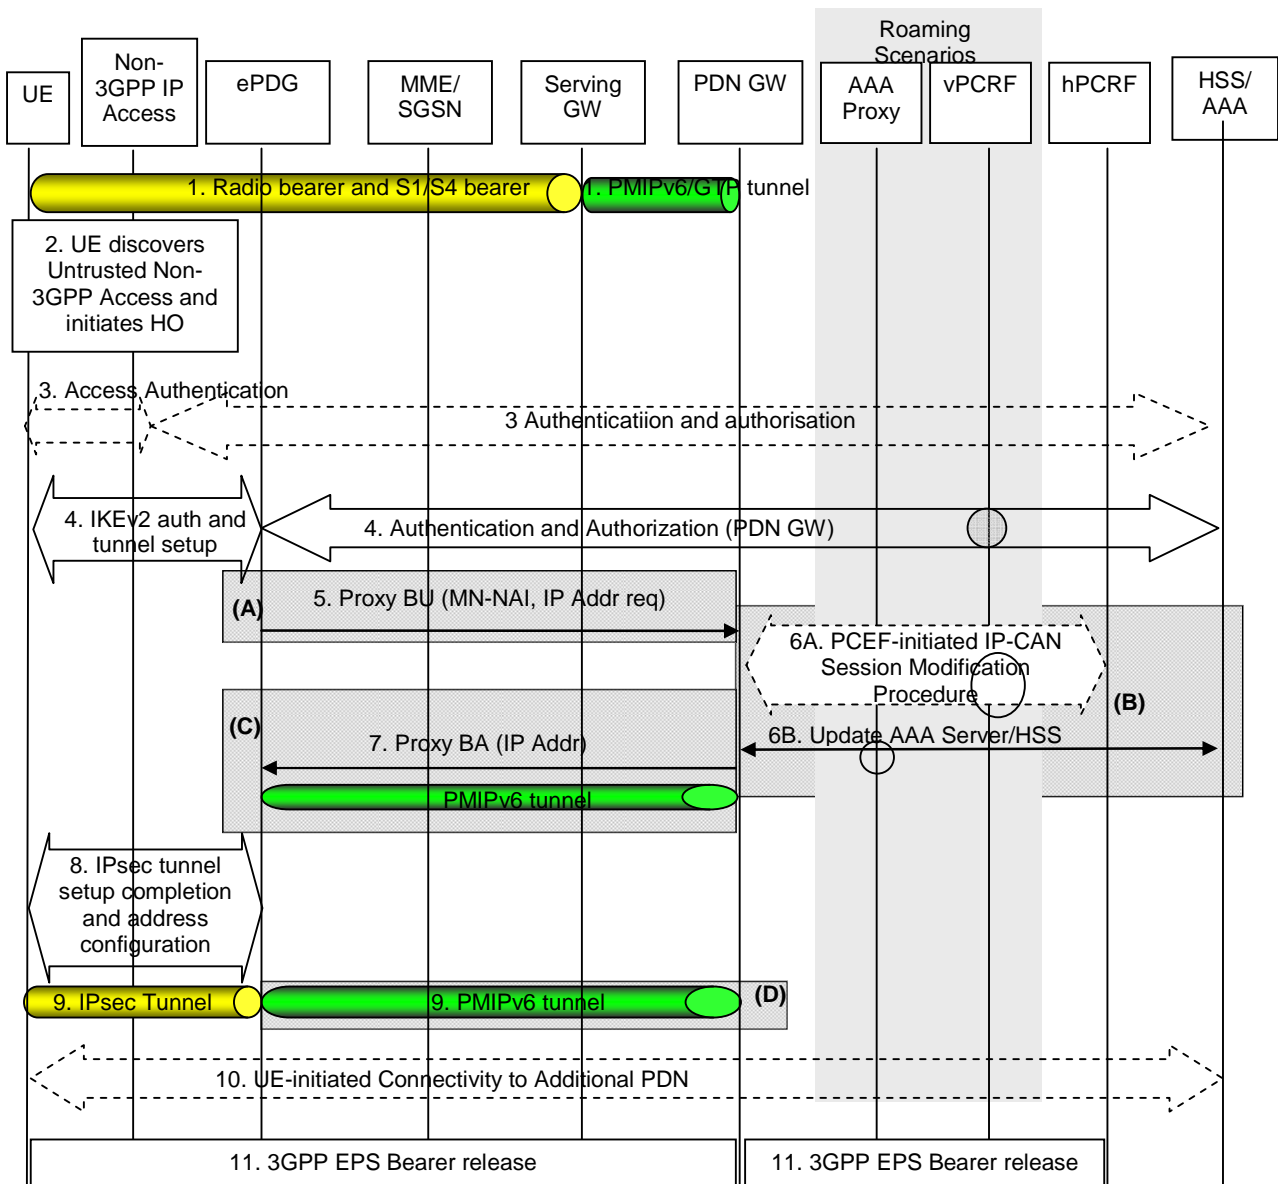 Roaming
Scenarios
UE
Non-
3GPP IP
Access
ePDG
MME/
SGSN
Serving
GW
PDN GW
AAA
Proxy
vPCRF
hPCRF
HSS/
AAA
1. Radio bearer and S1/S4 bearer
1. PMIPv6/GTP tunnel
2. UE discovers
Untrusted Non-
3GPP Access and
initiates HO
3. Access Authentication
3 Authenticatiion and authorisation
4. IKEv2 auth and
tunnel setup
4. Authentication and Authorization (PDN GW)
(A)
5. Proxy BU (MN-NAI, IP Addr req)
6A. PCEF-initiated IP-CAN
Session Modification
Procedure
(B)
(C)
7. Proxy BA (IP Addr)
6B. Update AAA Server/HSS
PMIPv6 tunnel
8. IPsec tunnel
setup completion
and address
configuration
9. IPsec Tunnel
9. PMIPv6 tunnel
(D)
10. UE-initiated Connectivity to Additional PDN
11. 3GPP EPS Bearer release
11. 3GPP EPS Bearer release